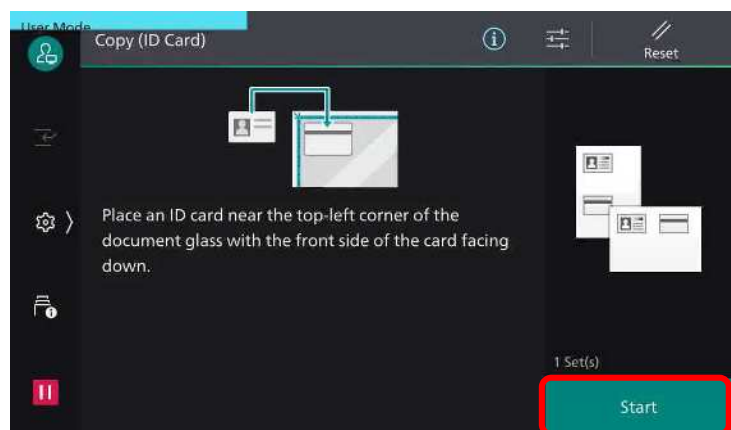 User Mode
Copy (ID Card)
Reset
Place an ID card near the top-left corner of the
document glass with the front side of the card facing
down.
1 Set(s)
Start